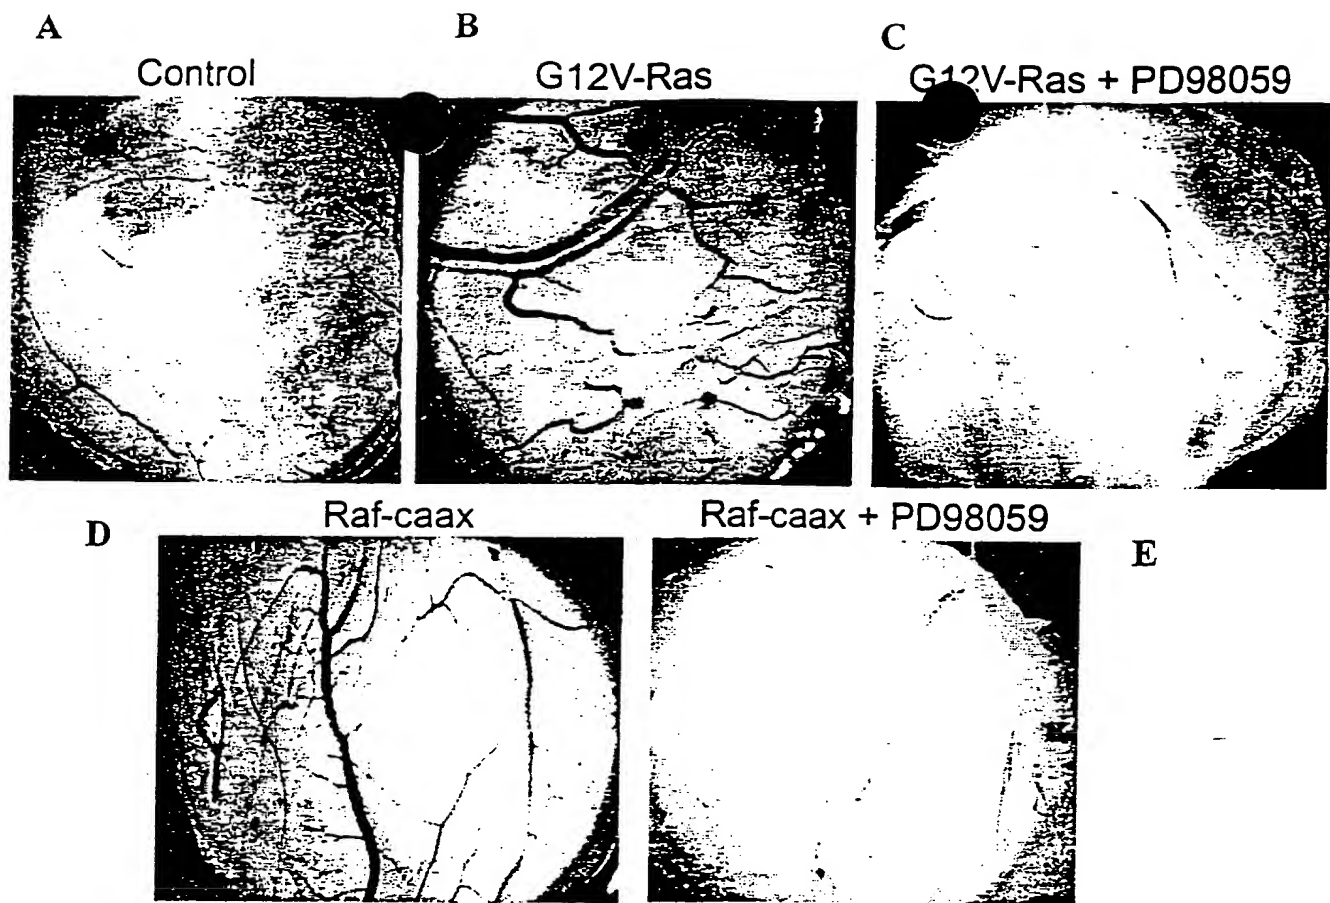 A
Control
B
G12V-Ras
C
G12V-Ras + PD98059
D
Raf-caax
Raf-caax + PD98059
E